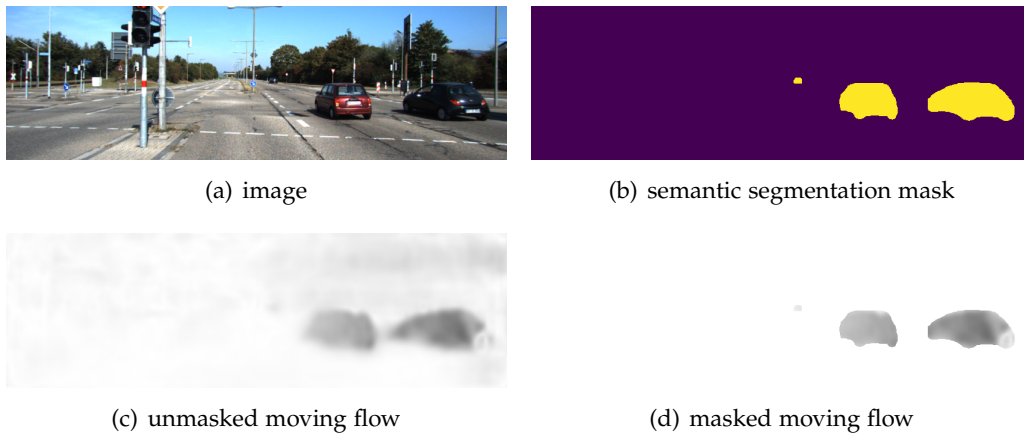 (a) image
(b) semantic segmentation mask
(c) unmasked moving flow
(d) masked moving flow